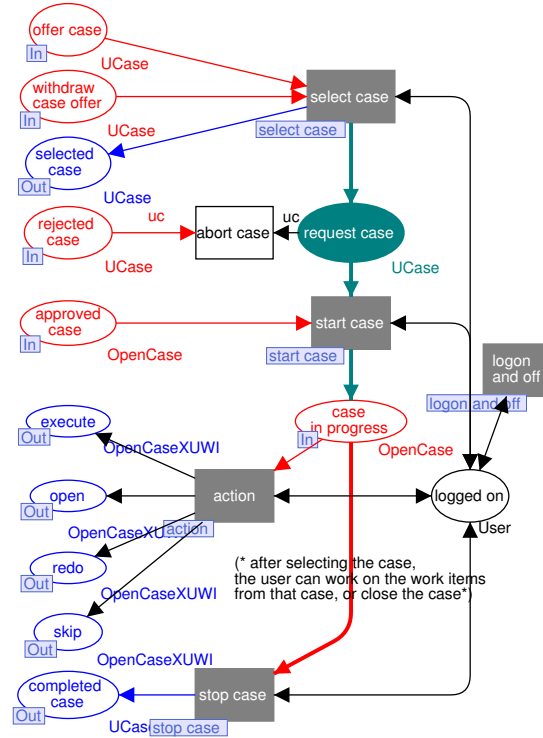 offer case
In
UCase
withdraw
case offer
In
UCase
select case
select case
selected
case
Out
UCase
rejected
case
In
uc
UCase
abort case
uc
request case
UCase
approved
case
In
OpenCase
start case
start case
logon
and off
logon and off
case
in progress
In
OpenCase
execute
Out
OpenCaseXUWI
open
Out
OpenCaseXU
action
action
logged on
User
redo
Out
OpenCaseXUWI
(* after selecting the case,
the user can work on the work items
from that case, or close the case*)
skip
Out
OpenCaseXUWI
completed
case
Out
UCas
stop case
stop case